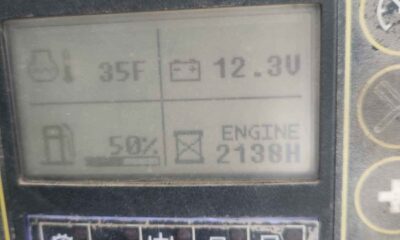 35F
12.3V
50%
ENGINE
2138H